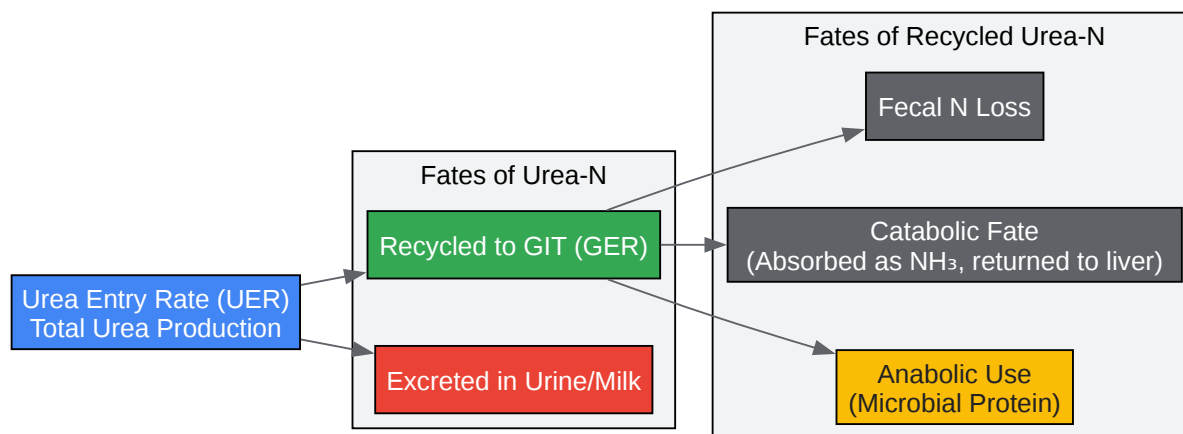 Fates of Recycled Urea-N
Fecal N Loss
Fates of Urea-N
Recycled to GIT (GER)
Catabolic Fate
(Absorbed as NH₃, returned to liver)
Urea Entry Rate (UER)
Total Urea Production
Excreted in Urine/Milk
Anabolic Use
(Microbial Protein)